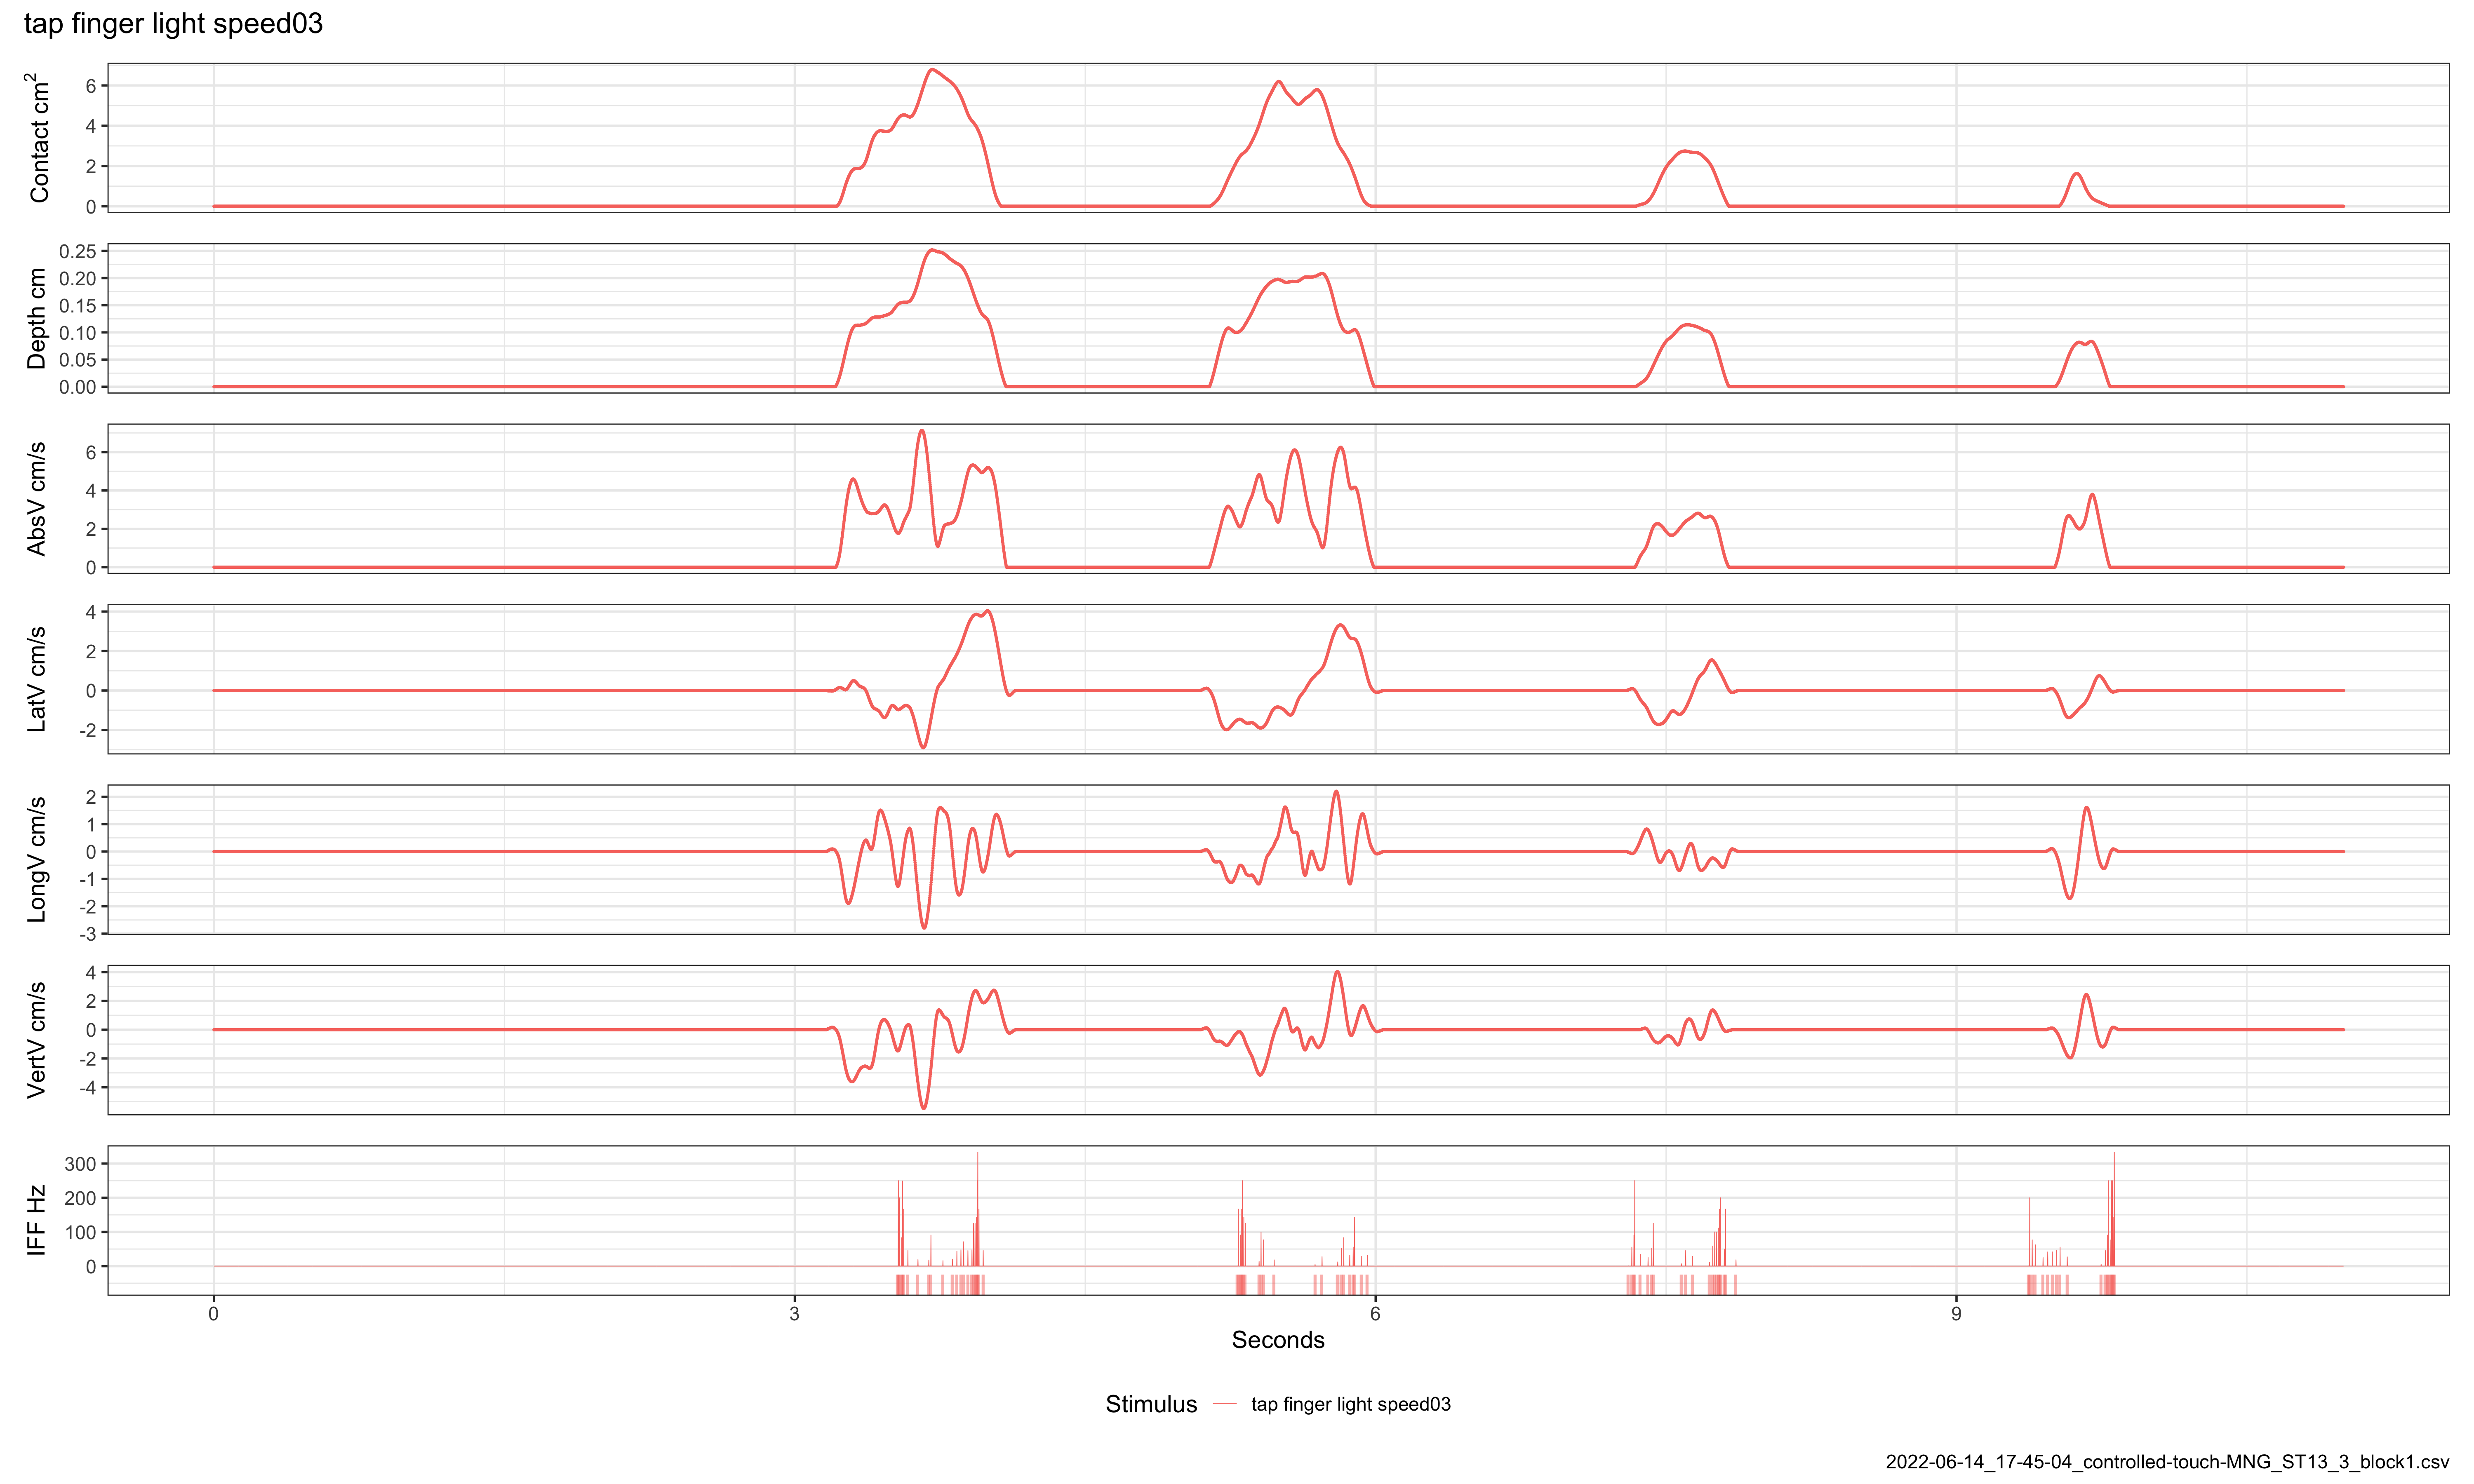 tap finger light speed03
Contact cm²
6
4
2
0
Depth cm
0.25
0.20
0.15
0.10
0.05
0.00
AbsV cm/s
6
4
2
0
LatV cm/s
4
2
0
-2
LongV cm/s
2
1
0
-1
-2
-3
VertV cm/s
4
2
0
-2
-4
IFF Hz
300
200
100
0
0 3 6 9
Seconds
Stimulus tap finger light speed03
2022-06-14_17-45-04_controlled-touch-MNG_ST13_3_block1.csv